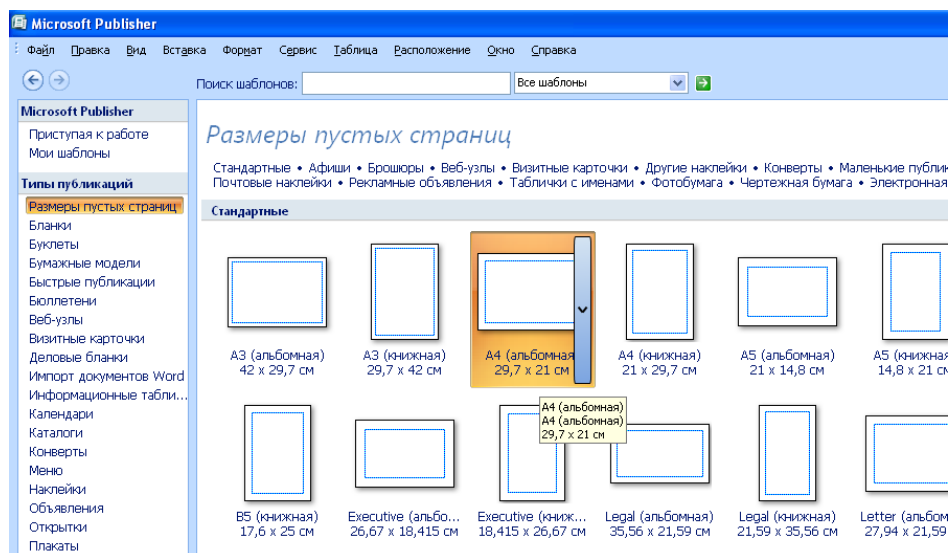 Microsoft Publisher
Файл Правка Вид Вставка Формат Сервис Таблица Расположение Окно Справка
Поиск шаблонов: Все шаблоны
Microsoft Publisher
Приступая к работе
Мои шаблоны
Типы публикаций
Размеры пустых страниц
Бланки
Буклеты
Бумажные модели
Быстрые публикации
Бюллетени
Веб-узлы
Визитные карточки
Деловые бланки
Импорт документов Word
Информационные табли...
Календари
Каталоги
Конверты
Меню
Наклейки
Объявления
Открытки
Плакаты
Размеры пустых страниц
Стандартные • Афиши • Брошюры • Веб-узлы • Визитные карточки • Другие наклейки • Конверты • Маленькие публик
Почтовые наклейки • Рекламные объявления • Таблички с именами • Фотобумага • Чертежная бумага • Электронная
Стандартные
A3 (альбомная)
42 x 29,7 см
A3 (книжная)
29,7 x 42 см
A4 (альбомная
29,7 x 21 см
A4 (книжная)
21 x 29,7 см
A5 (альбомная)
21 x 14,8 см
A5 (книжная
14,8 x 21 см
A4 (альбомная)
A4 (альбомная)
29,7 x 21 см
B5 (книжная)
17,6 x 25 см
Executive (альбо...
26,67 x 18,415 см
Executive (книж...
18,415 x 26,67 см
Legal (альбомная)
35,56 x 21,59 см
Legal (книжная)
21,59 x 35,56 см
Letter (альбомн
27,94 x 21,59